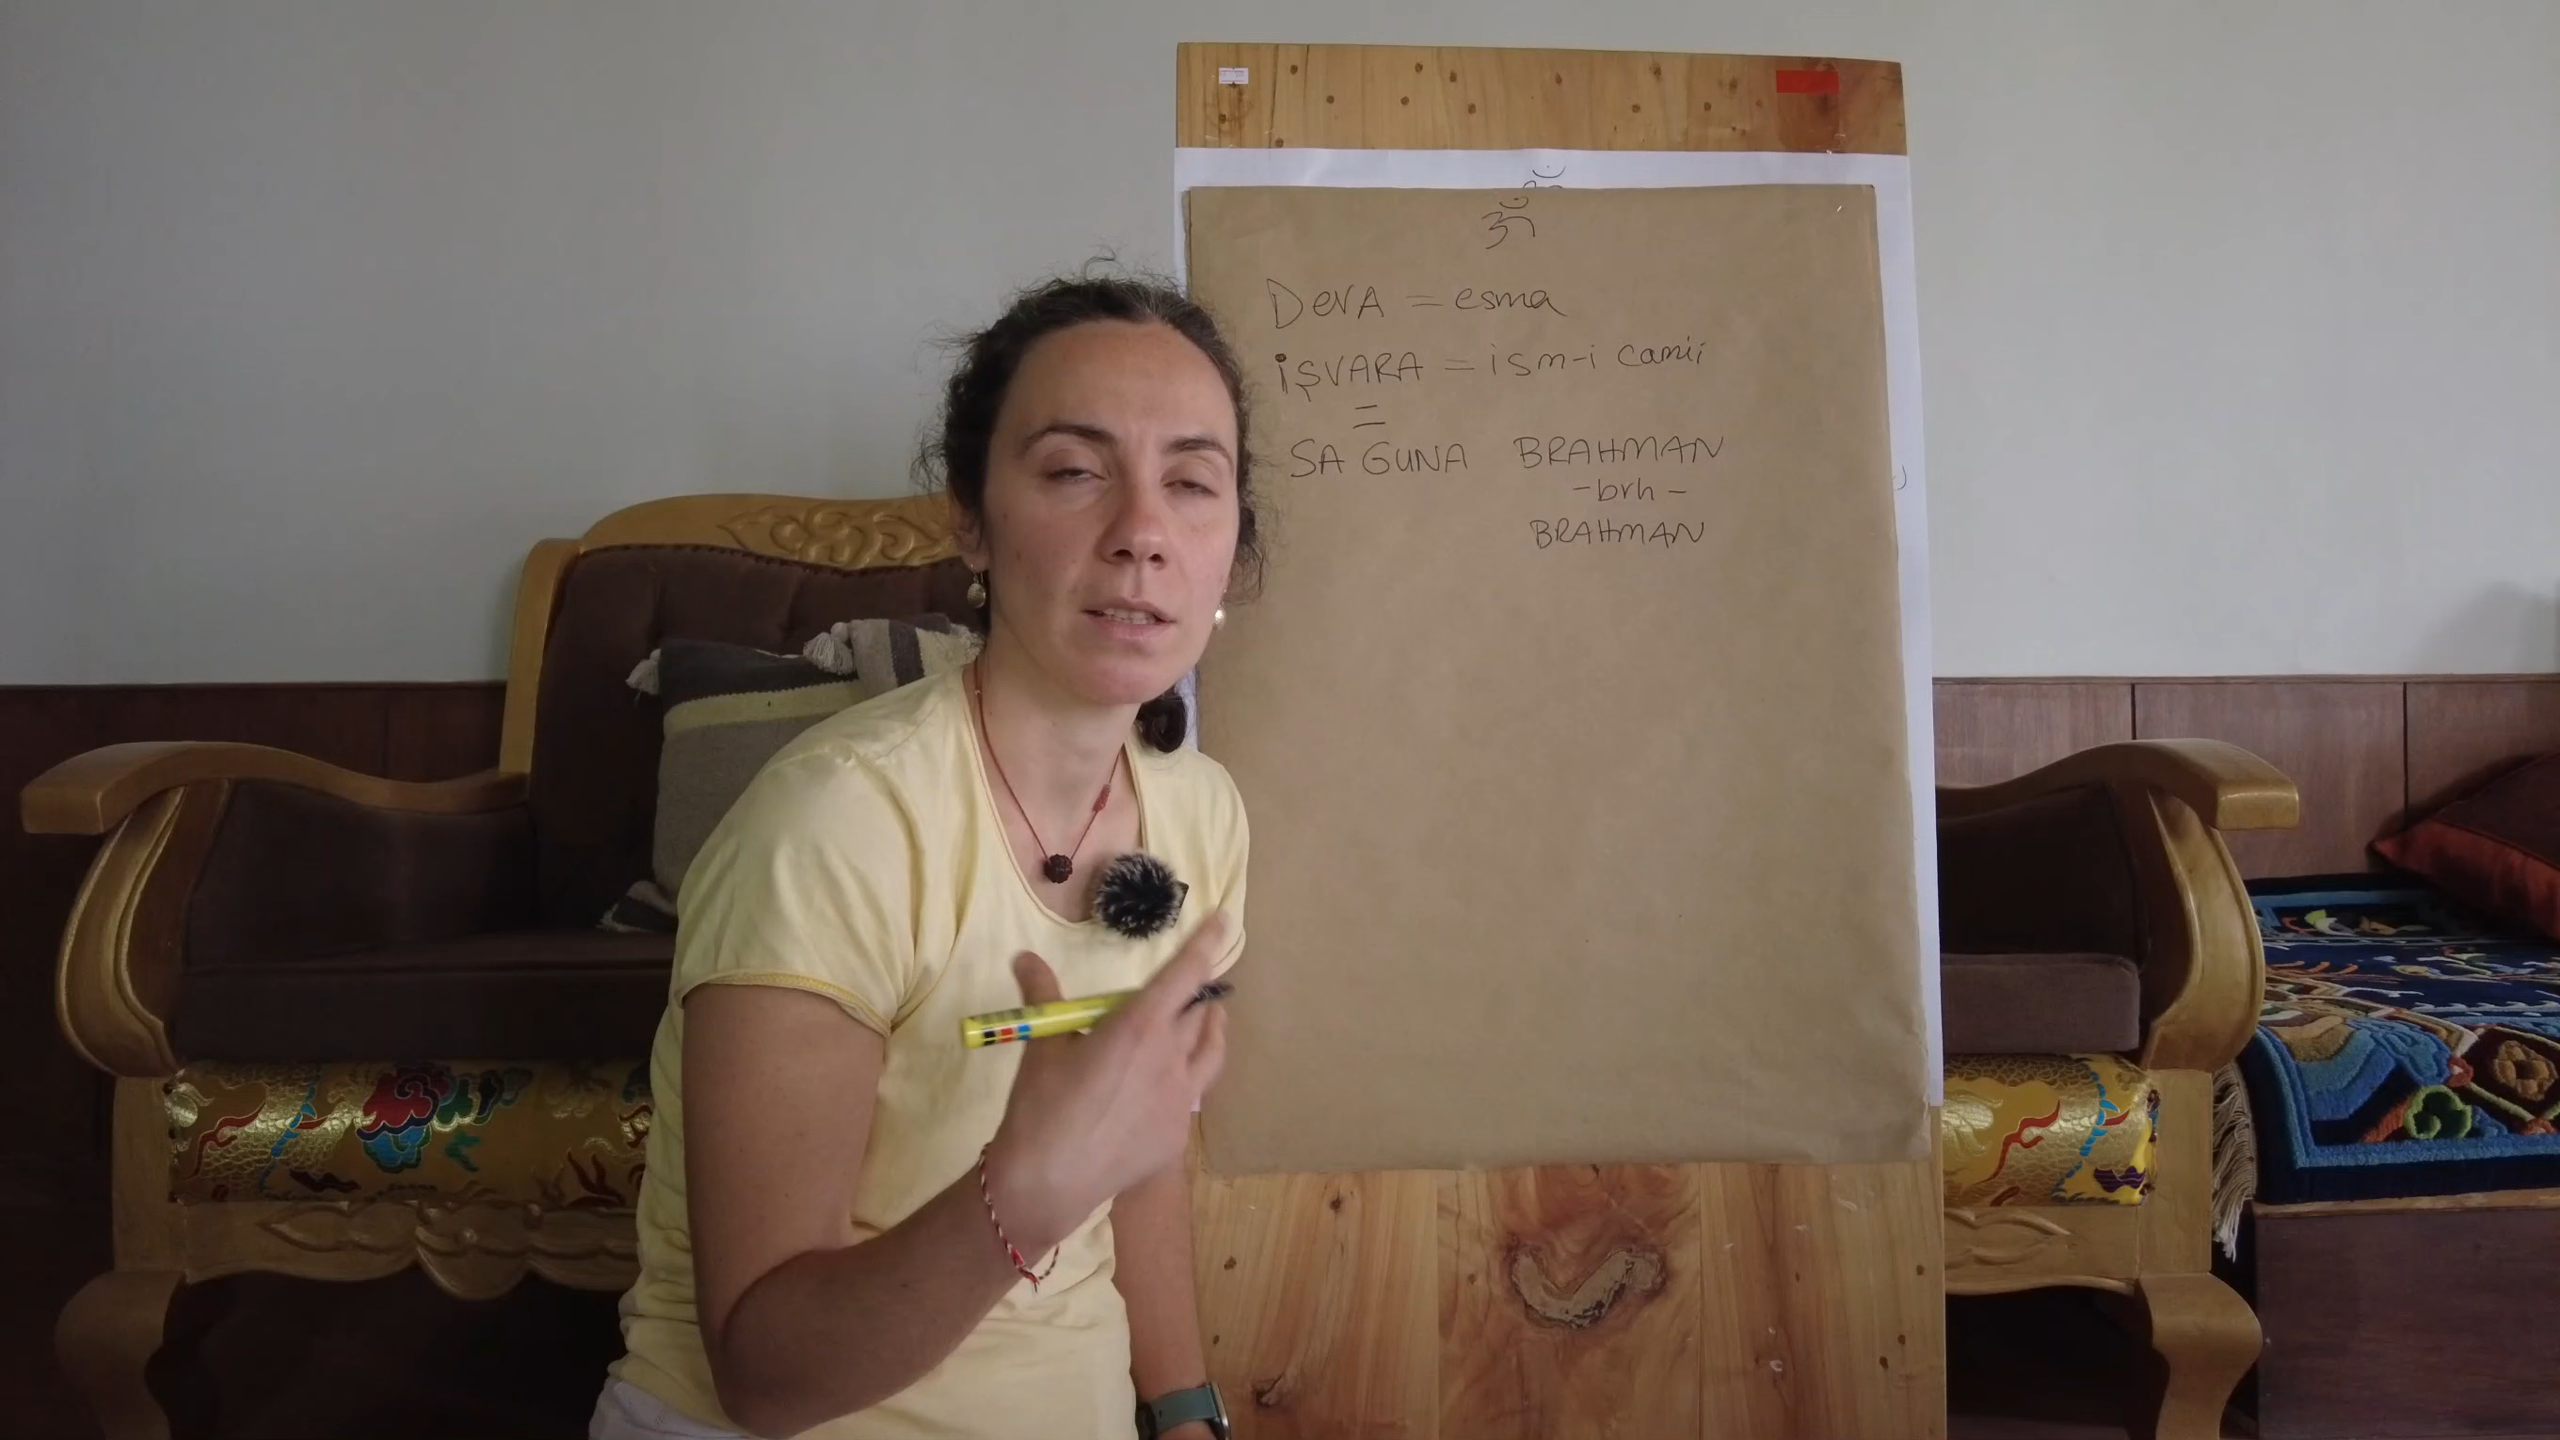 ॐ
DevA = esma
İŞVARA = ism-i camii
=
SA GUNA BRAHMAN
-brh-
BRAHMAN